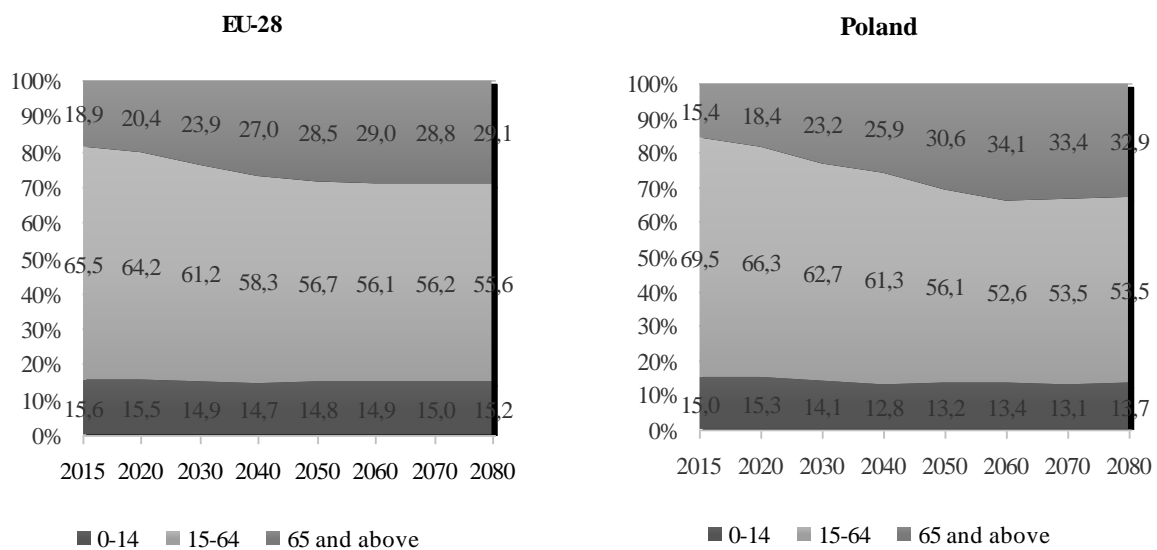 EU-28
100%
90%
80%
70%
60%
50%
40%
30%
20%
10%
0%
18,9 20,4 23,9 27,0 28,5 29,0 28,8 29,1
65,5 64,2 61,2 58,3 56,7 56,1 56,2 55,6
15,6 15,5 14,9 14,7 14,8 14,9 15,0 15,2
2015 2020 2030 2040 2050 2060 2070 2080
0-14 15-64 65 and above
Poland
100%
90%
80%
70%
60%
50%
40%
30%
20%
10%
0%
15,4 18,4 23,2 25,9 30,6 34,1 33,4 32,9
69,5 66,3 62,7 61,3 56,1 52,6 53,5 53,5
15,0 15,3 14,1 12,8 13,2 13,4 13,1 13,7
2015 2020 2030 2040 2050 2060 2070 2080
0-14 15-64 65 and above